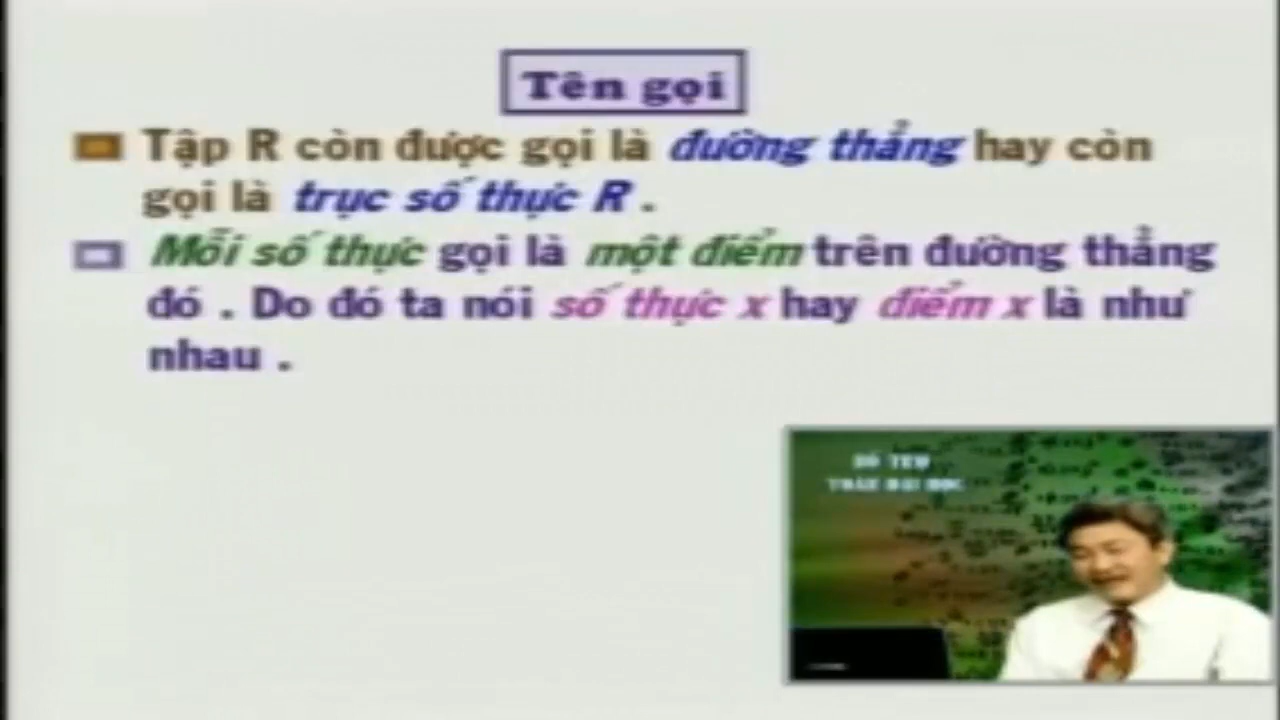 Tên gọi
Tập R còn được gọi là đường thẳng hay còn
gọi là trục số thực R .
Mỗi số thực gọi là một điểm trên đường thẳng
đó . Do đó ta nói số thực x hay điểm x là như
nhau .